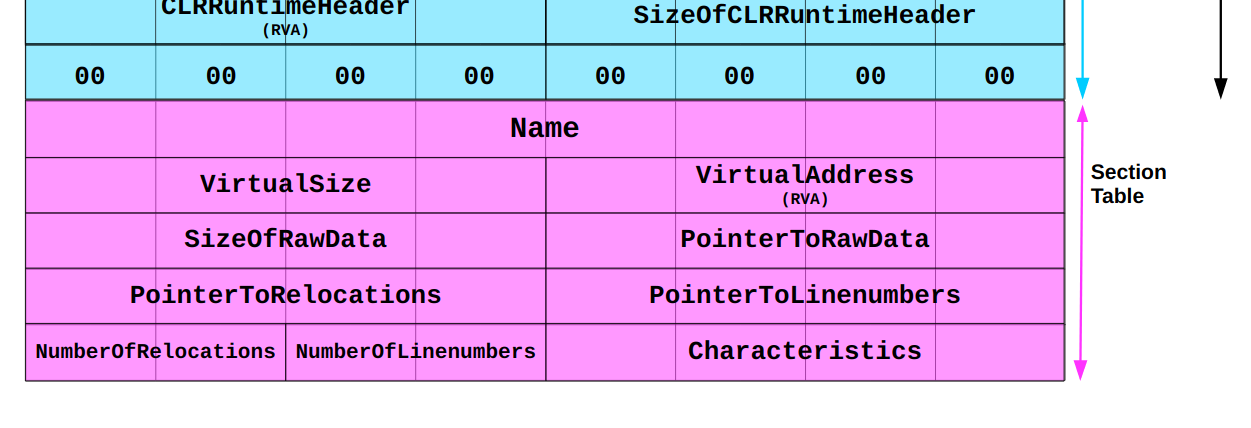 CLRRuntimeHeader
(RVA)
SizeOfCLRRuntimeHeader
00 00 00 00 00 00 00 00
Name
VirtualSize
VirtualAddress
(RVA)
Section
Table
SizeOfRawData
PointerToRawData
PointerToRelocations
PointerToLinenumbers
NumberOfRelocations
NumberOfLinenumbers
Characteristics